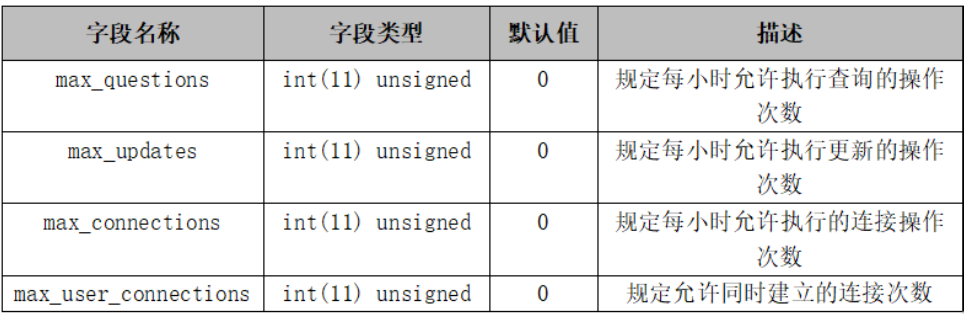 字段名称 字段类型 默认值 描述
max_questions int(11) unsigned 0 规定每小时允许执行查询的操作
次数
max_updates int(11) unsigned 0 规定每小时允许执行更新的操作
次数
max_connections int(11) unsigned 0 规定每小时允许执行的连接操作
次数
max_user_connections int(11) unsigned 0 规定允许同时建立的连接次数